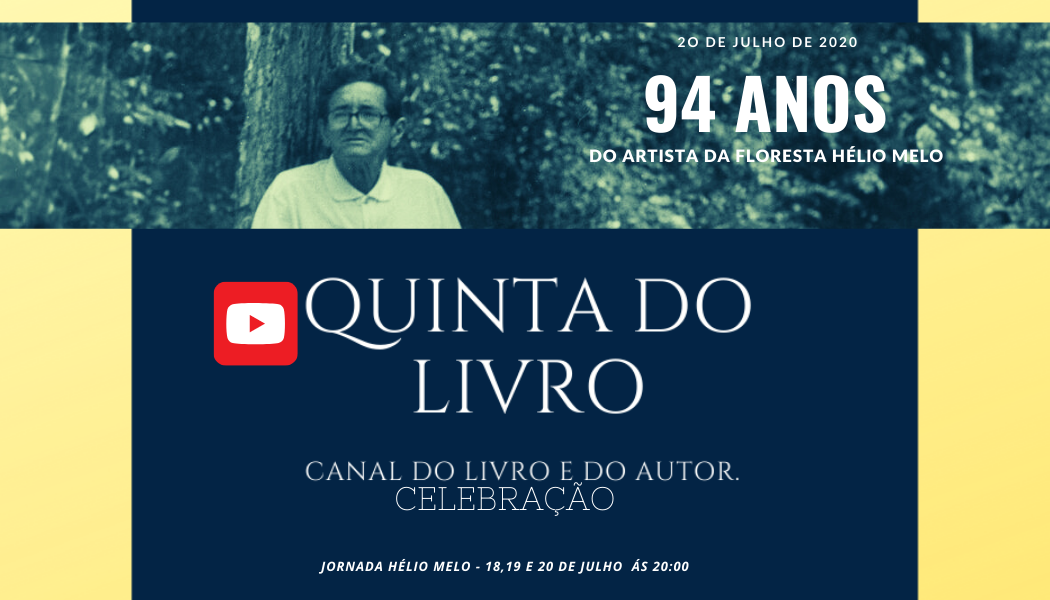 2O DE JULHO DE 2020
94 ANOS
DO ARTISTA DA FLORESTA HÉLIO MELO
QUINTA DO
LIVRO
CANAL DO LIVRO E DO AUTOR.
CELEBRAÇÃO
JORNADA HÉLIO MELO - 18,19 E 20 DE JULHO ÁS 20:00